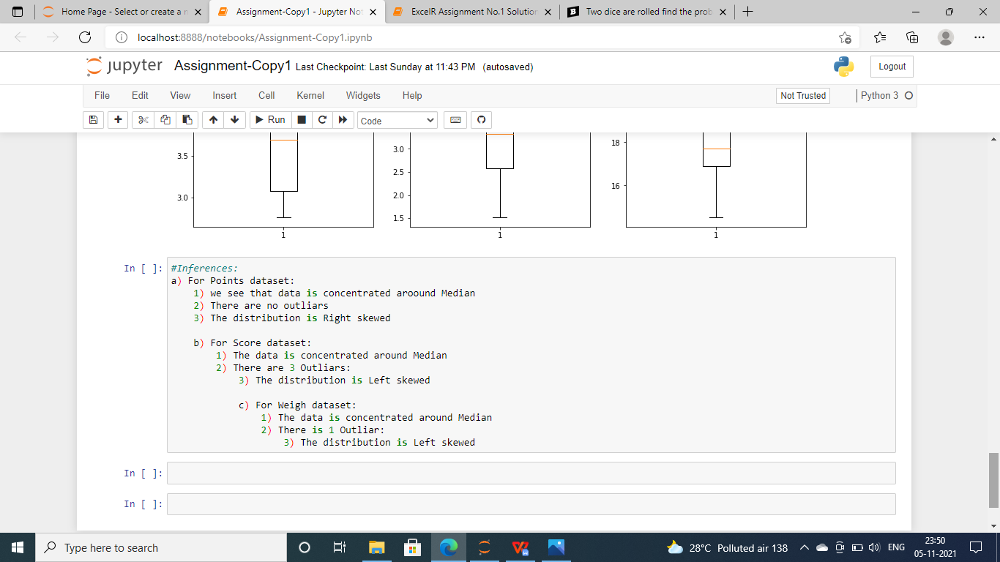 Home Page - Select or create a n
Assignment-Copy1 - Jupyter Not
ExcelR Assignment No.1 Solution
B Two dice are rolled find the prob
localhost:8888/notebooks/Assignment-Copy1.ipynb
jupyter Assignment-Copy1 Last Checkpoint: Last Sunday at 11:43 PM (autosaved)
Logout
File Edit View Insert Cell Kernel Widgets Help
Not Trusted Python 3
Run Code
3.5
3.0
1
3.0
2.5
2.0
1.5
1
18
16
1
In [ ]: #Inferences:
a) For Points dataset:
1) we see that data is concentrated aroound Median
2) There are no outliars
3) The distribution is Right skewed
b) For Score dataset:
1) The data is concentrated around Median
2) There are 3 Outliars:
3) The distribution is Left skewed
c) For Weigh dataset:
1) The data is concentrated around Median
2) There is 1 Outliar:
3) The distribution is Left skewed
In [ ]:
In [ ]:
Type here to search
28°C Polluted air 138
ENG
23:50
05-11-2021